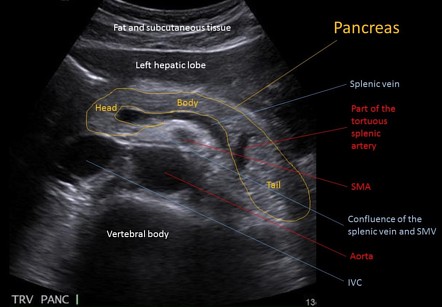 Fat and subcutaneous tissue
Pancreas
Left hepatic lobe
Splenic vein
Head
Body
Part of the
tortuous
splenic
artery
Tail
SMA
Confluence of the
splenic vein and SMV
Vertebral body
Aorta
IVC
TRV PANC
13